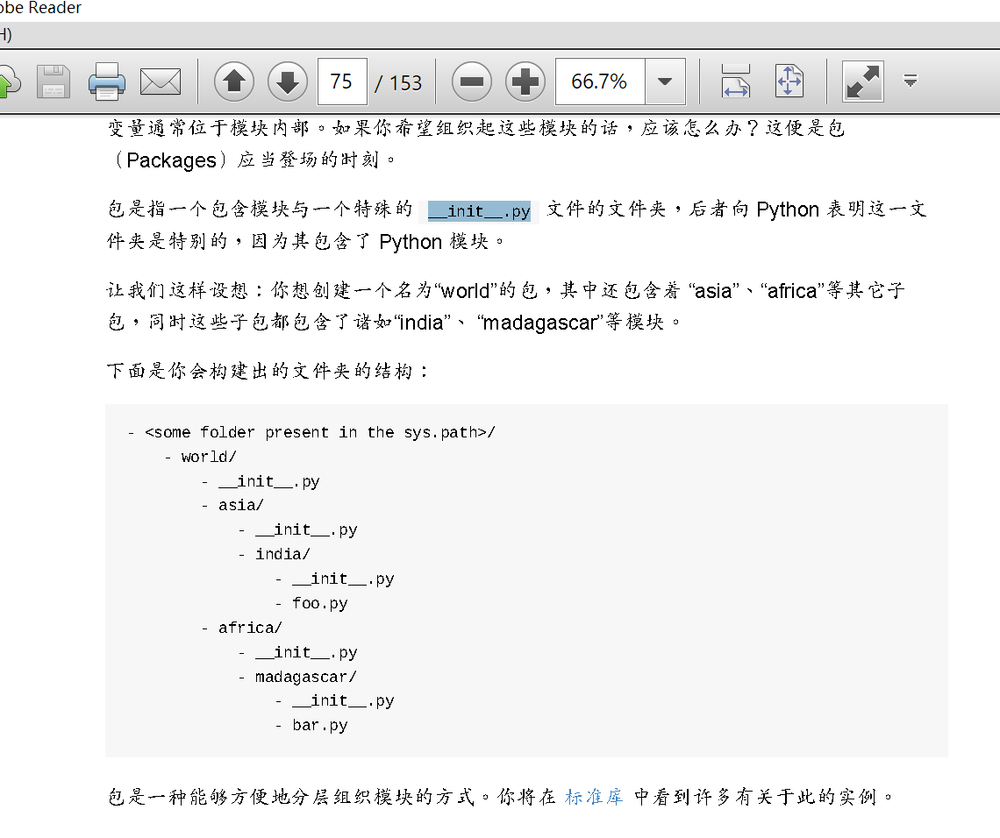 obe Reader
H)
75 / 153 66.7%
变量通常位于模块内部。如果你希望组织起这些模块的话，应该怎么办？这便是包
（Packages）应当登场的时刻。
包是指一个包含模块与一个特殊的 __init__.py 文件的文件夹，后者向 Python 表明这一文
件夹是特别的，因为其包含了 Python 模块。
让我们这样设想：你想创建一个名为“world”的包，其中还包含着 “asia”、“africa”等其它子
包，同时这些子包都包含了诸如“india”、 “madagascar”等模块。
下面是你会构建出的文件夹的结构：
- <some folder present in the sys.path>/
- world/
- __init__.py
- asia/
- __init__.py
- india/
- __init__.py
- foo.py
- africa/
- __init__.py
- madagascar/
- __init__.py
- bar.py
包是一种能够方便地分层组织模块的方式。你将在 标准库 中看到许多有关于此的实例。